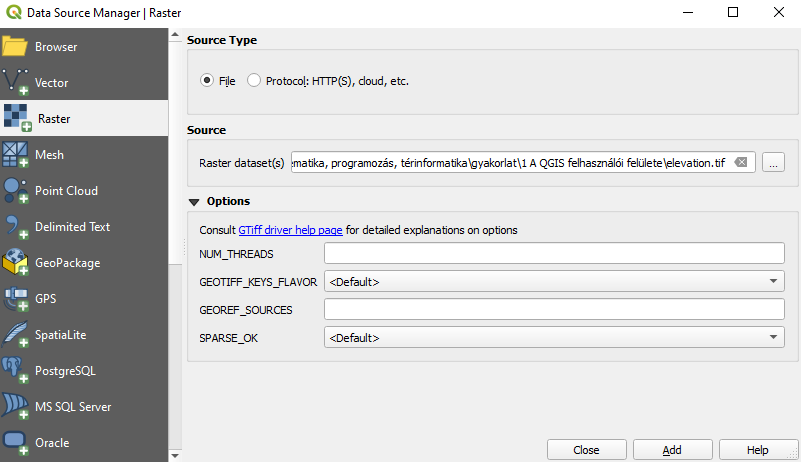 Data Source Manager | Raster
Browser
Vector
Raster
Mesh
Point Cloud
Delimited Text
GeoPackage
GPS
SpatiaLite
PostgreSQL
MS SQL Server
Oracle
Source Type
File
Protocol: HTTP(S), cloud, etc.
Source
Raster dataset(s) ematika, programozás, térinformatika\gyakorlat\1 A QGIS felhasználói felülete\elevation.tif ...
Options
Consult GTiff driver help page for detailed explanations on options
NUM_THREADS
GEOTIFF_KEYS_FLAVOR <Default>
GEOREF_SOURCES
SPARSE_OK <Default>
Close Add Help